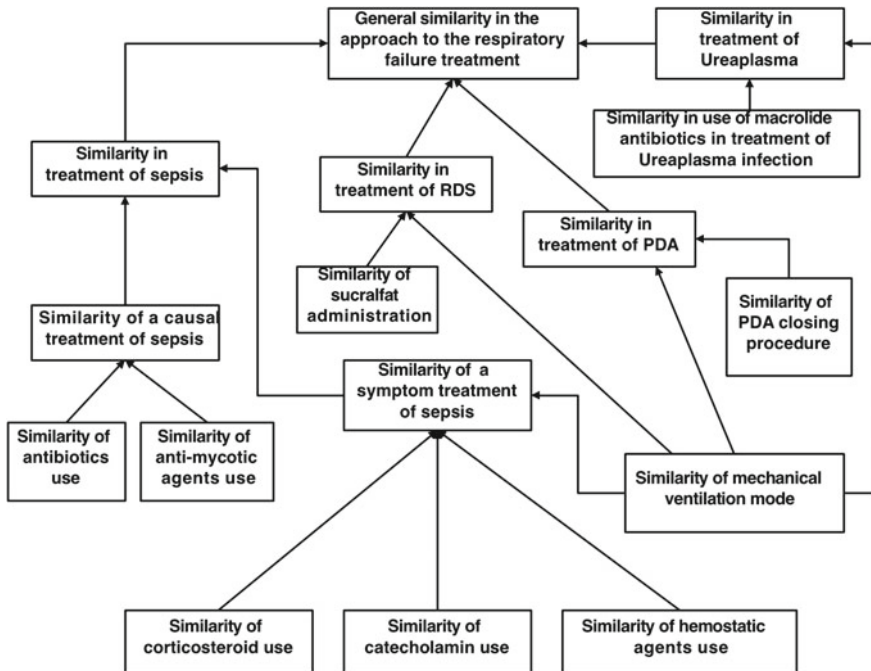 General similarity in the
approach to the respiratory
failure treatment
Similarity in
treatment of
Ureaplasma
Similarity in use of macrolide
antibiotics in treatment of
Ureaplasma infection
Similarity in
treatment of sepsis
Similarity in
treatment of RDS
Similarity in
treatment of PDA
Similarity of
sucralfat
administration
Similarity of
PDA closing
procedure
Similarity of a causal
treatment of sepsis
Similarity of a
symptom treatment
of sepsis
Similarity of
antibiotics
use
Similarity of
anti-mycotic
agents use
Similarity of mechanical
ventilation mode
Similarity of
corticosteroid use
Similarity of
catecholamin use
Similarity of hemostatic
agents use